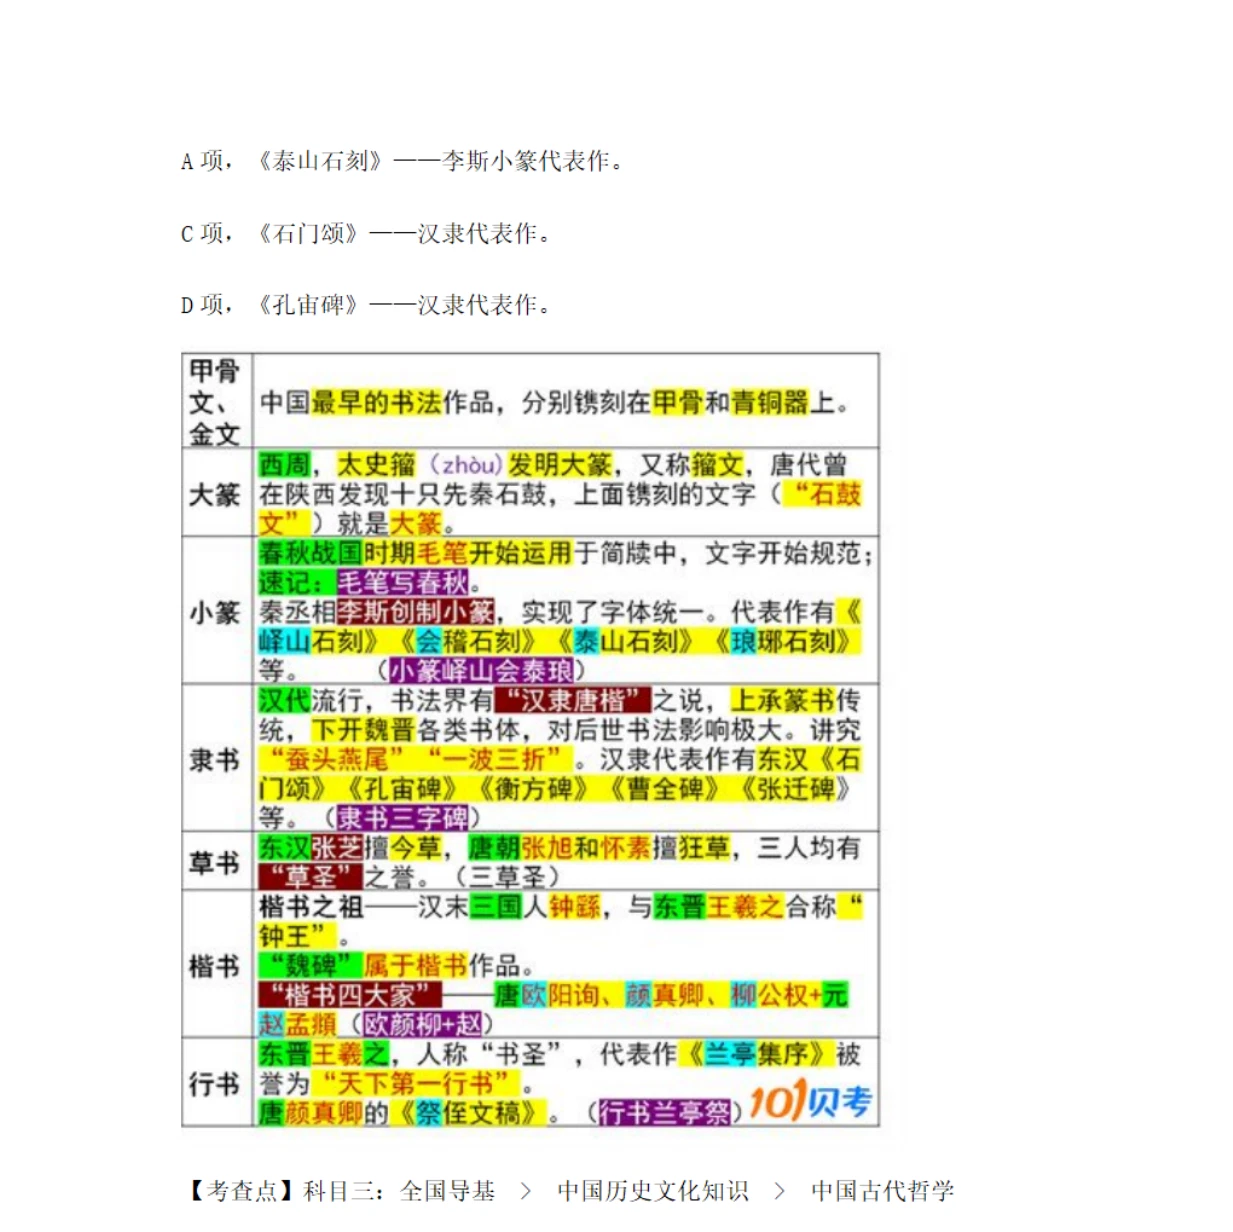 A 项，《泰山石刻》——李斯小篆代表作。
C 项，《石门颂》——汉隶代表作。
D 项，《孔宙碑》——汉隶代表作。
甲骨
文、
金文
中国最早的书法作品，分别镌刻在甲骨和青铜器上。
大篆
西周，太史籀（zhòu)发明大篆，又称籀文，唐代曾
在陕西发现十只先秦石鼓，上面镌刻的文字（“石鼓
文”）就是大篆。
小篆
春秋战国时期毛笔开始运用于简牍中，文字开始规范；
速记：毛笔写春秋。
秦丞相李斯创制小篆，实现了字体统一。代表作有《
峄山石刻》《会稽石刻》《泰山石刻》《琅琊石刻》
等。（小篆峄山会泰琅）
隶书
汉代流行，书法界有“汉隶唐楷”之说，上承篆书传
统，下开魏晋各类书体，对后世书法影响极大。讲究
“蚕头燕尾”“一波三折”。汉隶代表作有东汉《石
门颂》《孔宙碑》《衡方碑》《曹全碑》《张迁碑》
等。（隶书三字碑）
草书
东汉张芝擅今草，唐朝张旭和怀素擅狂草，三人均有
“草圣”之誉。（三草圣）
楷书
楷书之祖——汉末三国人钟繇，与东晋王羲之合称“
钟王”。
“魏碑”属于楷书作品。
“楷书四大家”——唐欧阳询、颜真卿、柳公权+元
赵孟頫（欧颜柳+赵）
行书
东晋王羲之，人称“书圣”，代表作《兰亭集序》被
誉为“天下第一行书”。
唐颜真卿的《祭侄文稿》。（行书兰亭祭）
101贝考
【考查点】科目三：全国导基 > 中国历史文化知识 > 中国古代哲学